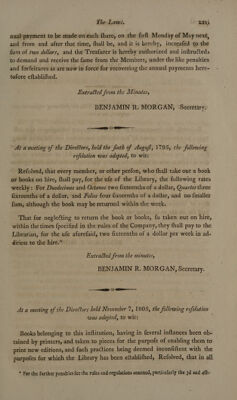 The Laws.
nual payment to be made on each share, on the first Monday of May next,
and from and after that time, shall be, and it is hereby, increased to the
sum of two dollars, and the Treasurer is hereby authorized and instructed
to demand and receive the same from the Members, under the like penalties
and forfeitures as are now in force for recovering the annual payments here-
tofore established.
Extracted from the Minutes,
BENJAMIN R. MORGAN, Secretary.
At a meeting of the Directors, held the sixth of August, 1795, the following
resolution was adopted, to wit:
Resolved, that every member, or other person, who shall take out a book
or books on hire, shall pay, for the use of the Library, the following rates
weekly: For Duodecimos and Octavos two sixteenths of a dollar, Quartos three
sixteenths of a dollar, and Folios four sixteenths of a dollar, and no smaller
sum, although the book may be returned within the week.
That for neglecting to return the book or books, so taken out on hire,
within the times specified in the rules of the Company, they shall pay to the
Librarian, for the use aforesaid, two sixteenths of a dollar per week in ad-
dition to the hire.*
Extracted from the minutes,
BENJAMIN R. MORGAN, Secretary.
At a meeting of the Directors held November 7, 1805, the following resolution
was adopted, to wit:
Books belonging to this institution, having in several instances been ob-
tained by printers, and taken to pieces for the purpose of enabling them to
print new editions, and such practices being deemed inconsistent with the
purposes for which the Library has been established, Resolved, that in all
* For the further penalties see the rules and regulations annexed, particularly the 3d and 4th.